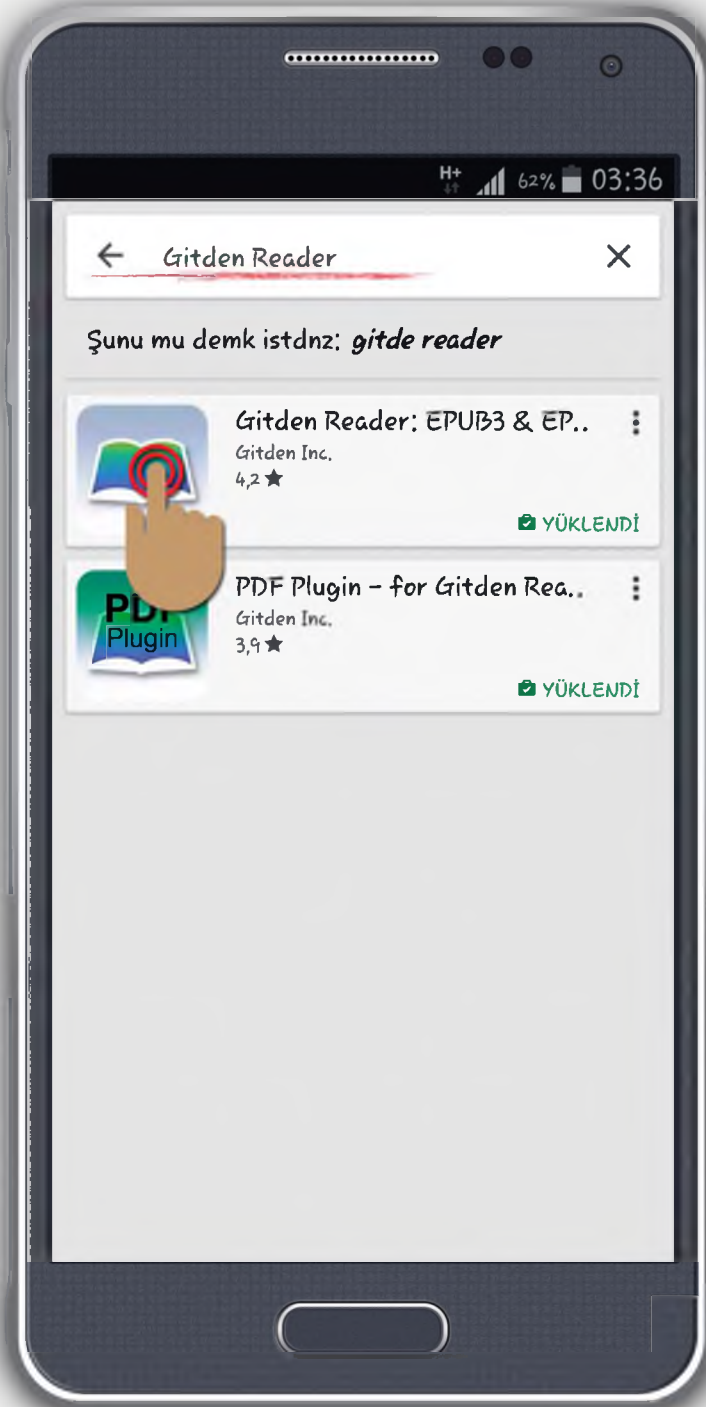 H+ 62% 03:36
Gitden Reader
Şunu mu demk istdnz: gitde reader
Gitden Reader: EPUB3 & EP..
Gitden Inc.
4,2
YÜKLENDİ
PDF Plugin - for Gitden Rea..
Gitden Inc.
3,9
YÜKLENDİ
PDF
Plugin